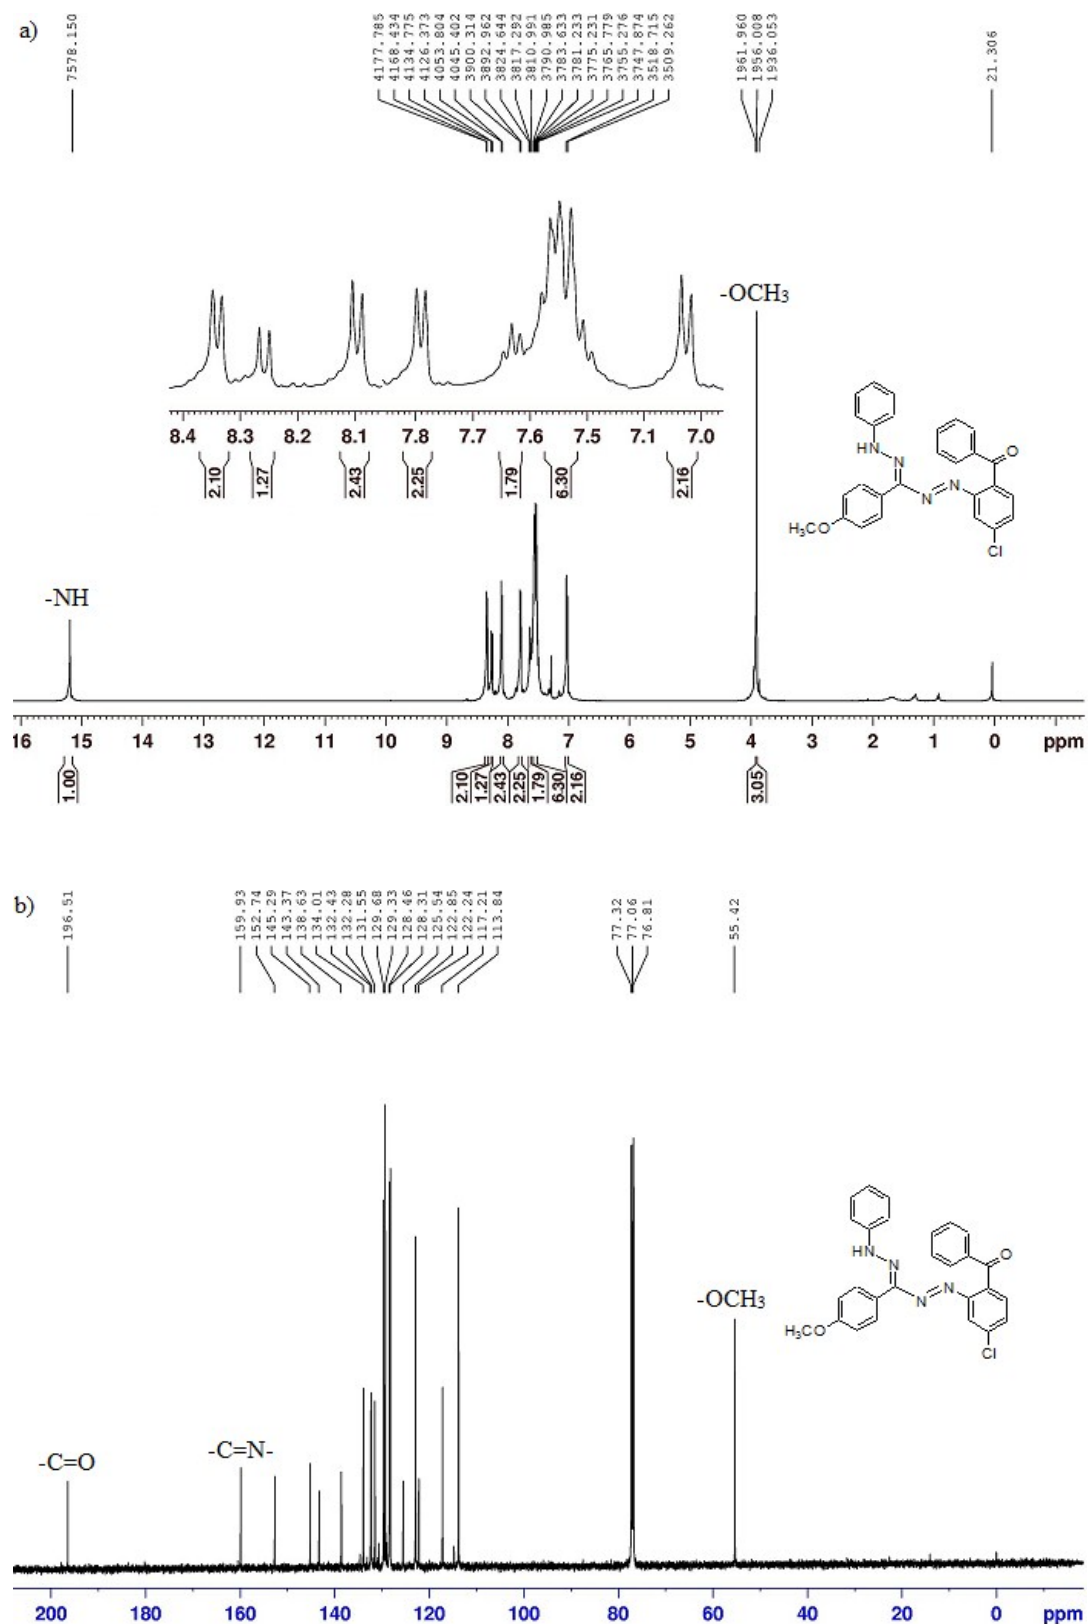 a)
7578.150
4177.785
4168.434
4134.775
4126.373
4053.804
4045.402
3900.314
3892.962
3824.644
3817.292
3810.991
3790.985
3783.633
3781.233
3775.231
3765.779
3755.276
3747.874
3518.715
3509.262
1961.960
1956.008
1936.053
21.306
-OCH3
8.4 8.3 8.2 8.1 7.8 7.7 7.6 7.5 7.1 7.0
2.10 1.27 2.43 2.25 1.79 6.30 2.16
HN
N
O
N
N
H3CO
Cl
-NH
16 15 14 13 12 11 10 9 8 7 6 5 4 3 2 1 0 ppm
1.00 2.10 1.27 2.43 2.25 1.79 6.30 2.16 3.05
b)
196.51
159.93
152.74
145.29
143.37
138.63
134.01
132.43
132.28
131.55
129.68
129.33
128.46
128.31
125.54
122.85
122.24
117.21
113.84
77.32
77.06
76.81
55.42
HN
N
O
N
N
H3CO
Cl
-OCH3
-C=N-
-C=O
200 180 160 140 120 100 80 60 40 20 0 ppm